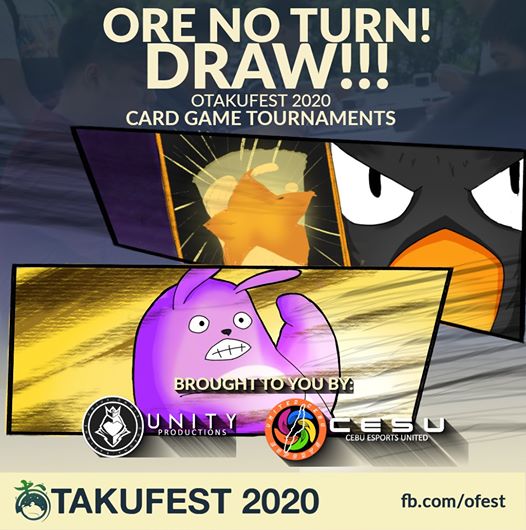 ORE NO TURN!
DRAW!!!
OTAKUFEST 2020
CARD GAME TOURNAMENTS
BROUGHT TO YOU BY:
UNITY
PRODUCTIONS
CESU
CEBU ESPORTS UNITED
OTAKUFEST 2020
fb.com/ofest